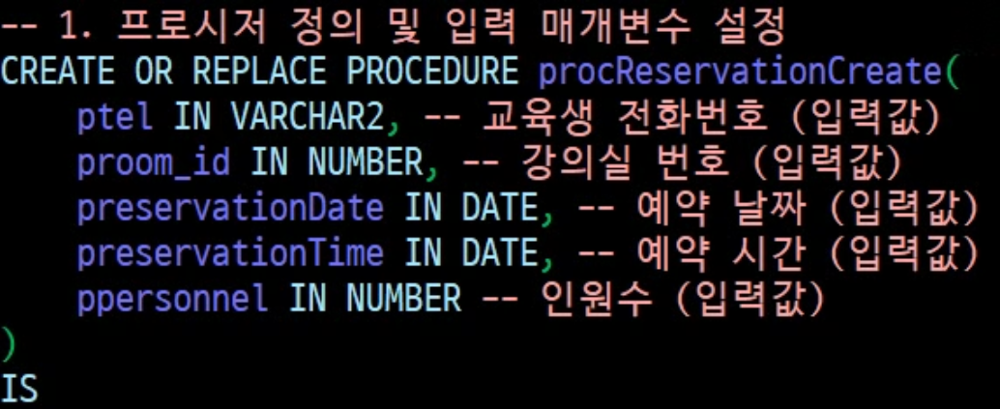 -- 1. 프로시저 정의 및 입력 매개변수 설정
CREATE OR REPLACE PROCEDURE procReservationCreate(
    ptel IN VARCHAR2, -- 교육생 전화번호 (입력값)
    proom_id IN NUMBER, -- 강의실 번호 (입력값)
    preservationDate IN DATE, -- 예약 날짜 (입력값)
    preservationTime IN DATE, -- 예약 시간 (입력값)
    ppersonnel IN NUMBER -- 인원수 (입력값)
)
IS